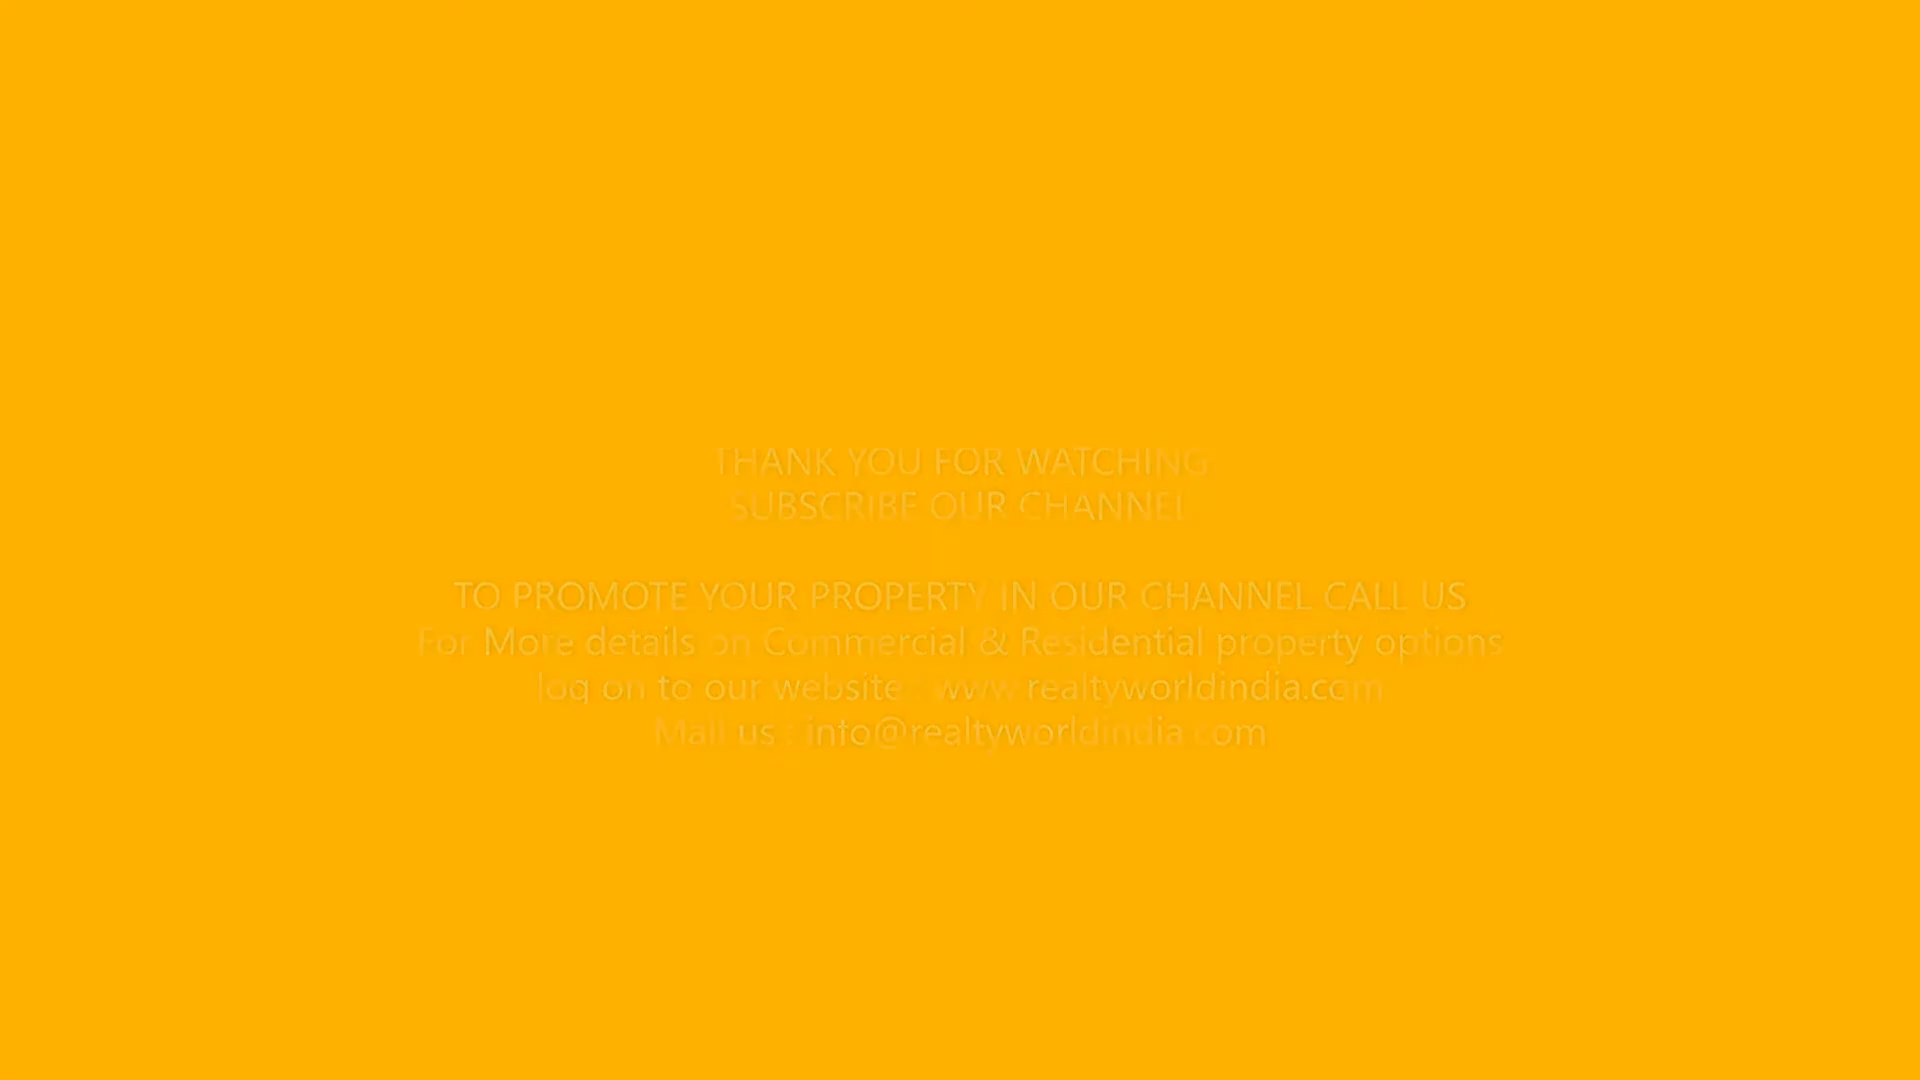 THANK YOU FOR WATCHING
SUBSCRIBE OUR CHANNEL
TO PROMOTE YOUR PROPERTY IN OUR CHANNEL CALL US
For More details on Commercial & Residential property options
log on to our website : www.realtyworldindia.com
Mail us : info@realtyworldindia.com